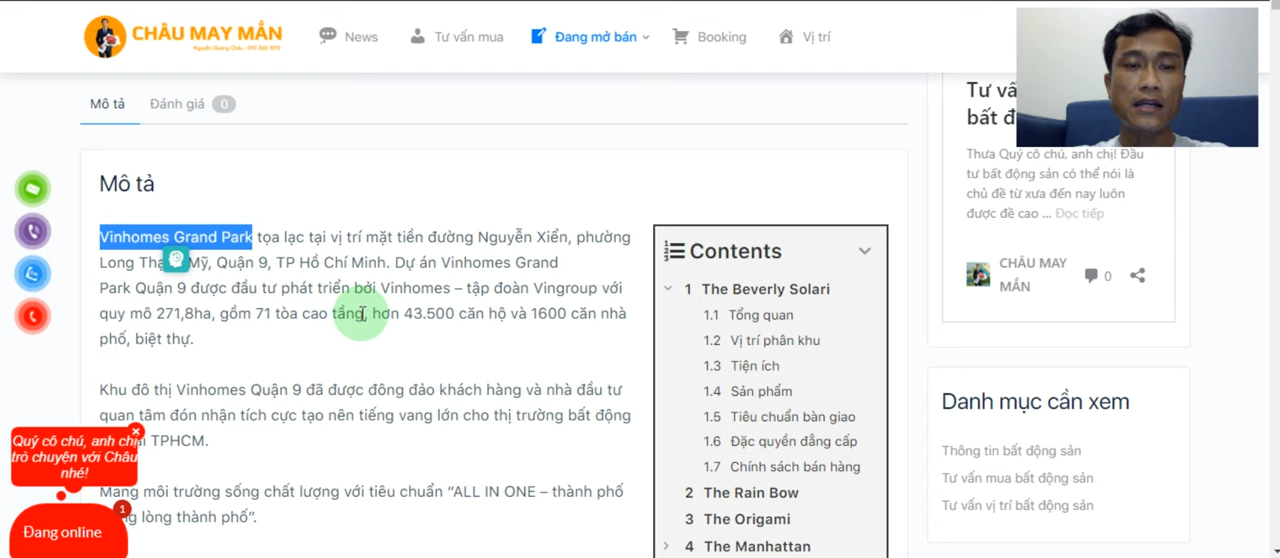 CHÂU MAY MẮN
News
Tư vấn mua
Đang mở bán
Booking
Vị trí
Mô tả
Đánh giá
0
Mô tả
Vinhomes Grand Park tọa lạc tại vị trí mặt tiền đường Nguyễn Xiển, phường
Long Thạ Mỹ, Quận 9, TP Hồ Chí Minh. Dự án Vinhomes Grand
Park Quận 9 được đầu tư phát triển bởi Vinhomes – tập đoàn Vingroup với
quy mô 271,8ha, gồm 71 tòa cao tầng, hơn 43.500 căn hộ và 1600 căn nhà
phố, biệt thự.
Khu đô thị Vinhomes Quận 9 đã được đông đảo khách hàng và nhà đầu tư
quan tâm đón nhận tích cực tạo nên tiếng vang lớn cho thị trường bất động
TPHCM.
Mang môi trường sống chất lượng với tiêu chuẩn “ALL IN ONE – thành phố
lòng thành phố”.
Contents
1 The Beverly Solari
1.1 Tổng quan
1.2 Vị trí phân khu
1.3 Tiện ích
1.4 Sản phẩm
1.5 Tiêu chuẩn bàn giao
1.6 Đặc quyền đẳng cấp
1.7 Chính sách bán hàng
2 The Rain Bow
3 The Origami
4 The Manhattan
Tư vấ
bất đ
Thưa Quý cô chú, anh chị! Đầu
tư bất động sản có thể nói là
chủ đề từ xưa đến nay luôn
được đề cao ... Đọc tiếp
CHÂU MAY
MẮN
0
Danh mục cần xem
Thông tin bất động sản
Tư vấn mua bất động sản
Tư vấn vị trí bất động sản
Quý cô chú, anh chị
trò chuyện với Châu
nhé!
1
Đang online